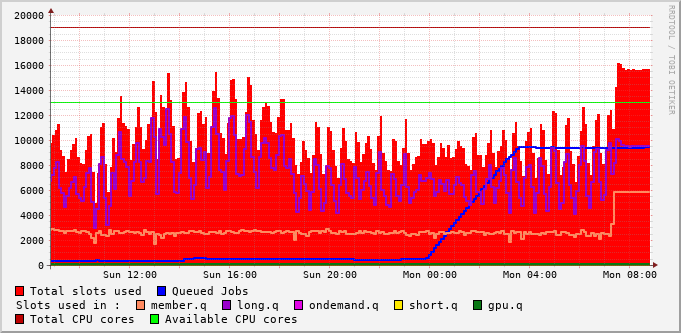 20000
18000
16000
14000
12000
10000
8000
6000
4000
2000
0
Sun 12:00 Sun 16:00 Sun 20:00 Mon 00:00 Mon 04:00 Mon 08:00
Total slots used Queued Jobs
Slots used in : member.q long.q ondemand.q short.q gpu.q
Total CPU cores Available CPU cores
RRDTOOL / TOBI OETIKER